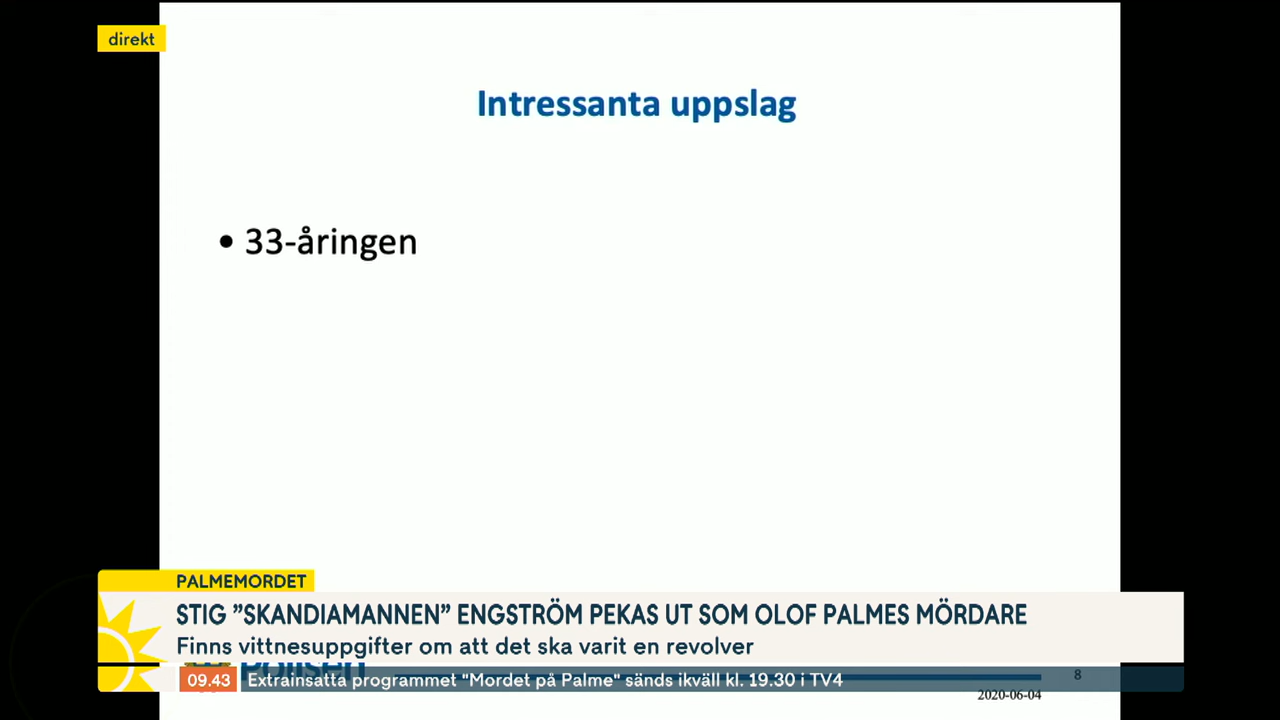 direkt
Intressanta uppslag
• 33-åringen
PALMEMORDET
STIG ”SKANDIAMANNEN” ENGSTRÖM PEKAS UT SOM OLOF PALMES MÖRDARE
Finns vittnesuppgifter om att det ska varit en revolver
Polisen
09.43 Extrainsatta programmet "Mordet på Palme" sänds ikväll kl. 19.30 i TV4
8
2020-06-04